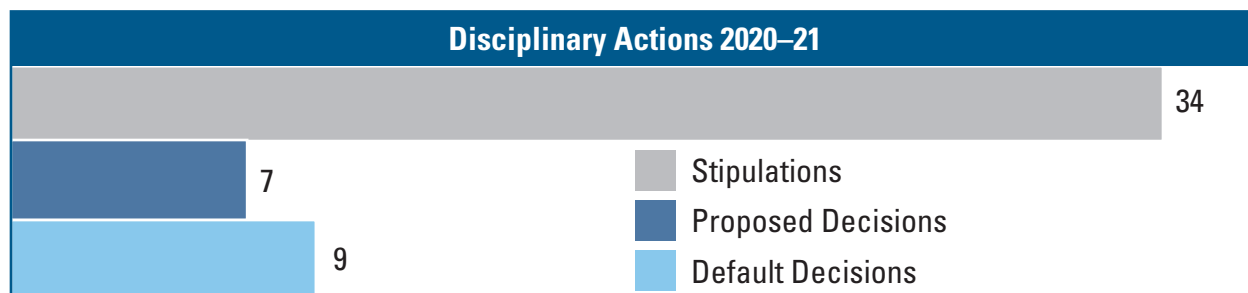 Disciplinary Actions 2020–21
34
7
Stipulations
Proposed Decisions
9
Default Decisions